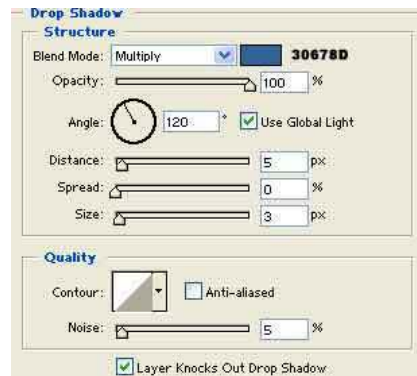 Drop Shadow
Structure
Blend Mode: Multiply 30678D
Opacity: 100 %
Angle: 120 ° Use Global Light
Distance: 5 px
Spread: 0 %
Size: 3 px
Quality
Contour: Anti-aliased
Noise: 5 %
Layer Knocks Out Drop Shadow